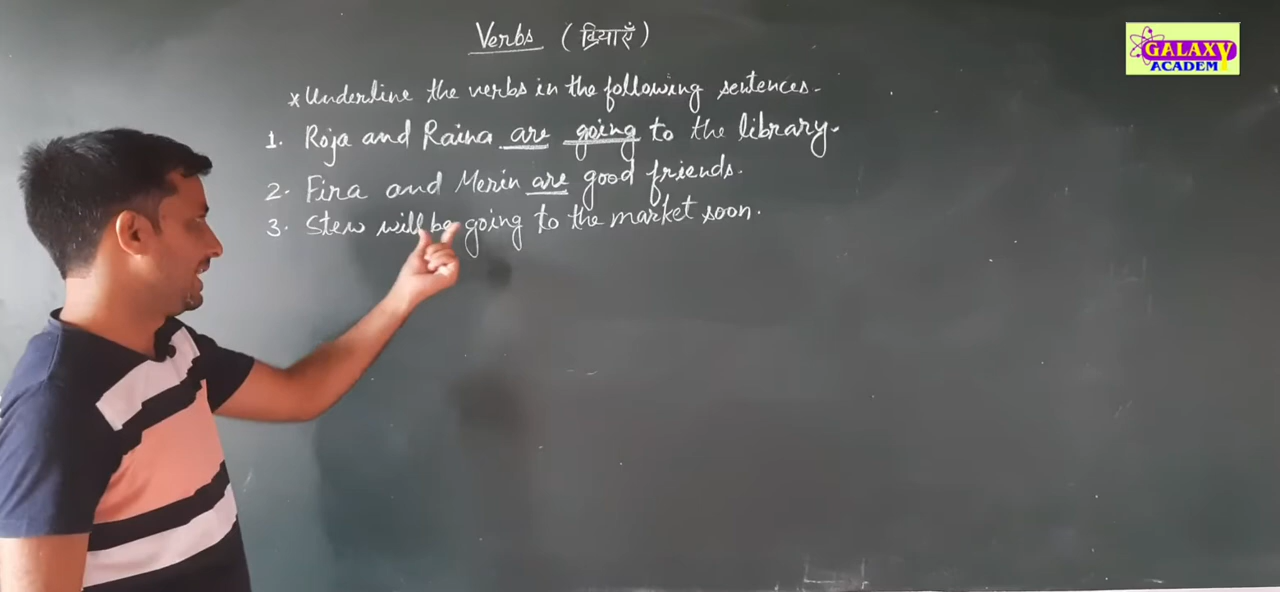 Verbs (क्रियाएँ)
GALAXY
ACADEMY
* Underline the verbs in the following sentences.
1. Roja and Raina are going to the library.
2. Fira and Merin are good friends.
3. Stew will be going to the market soon.